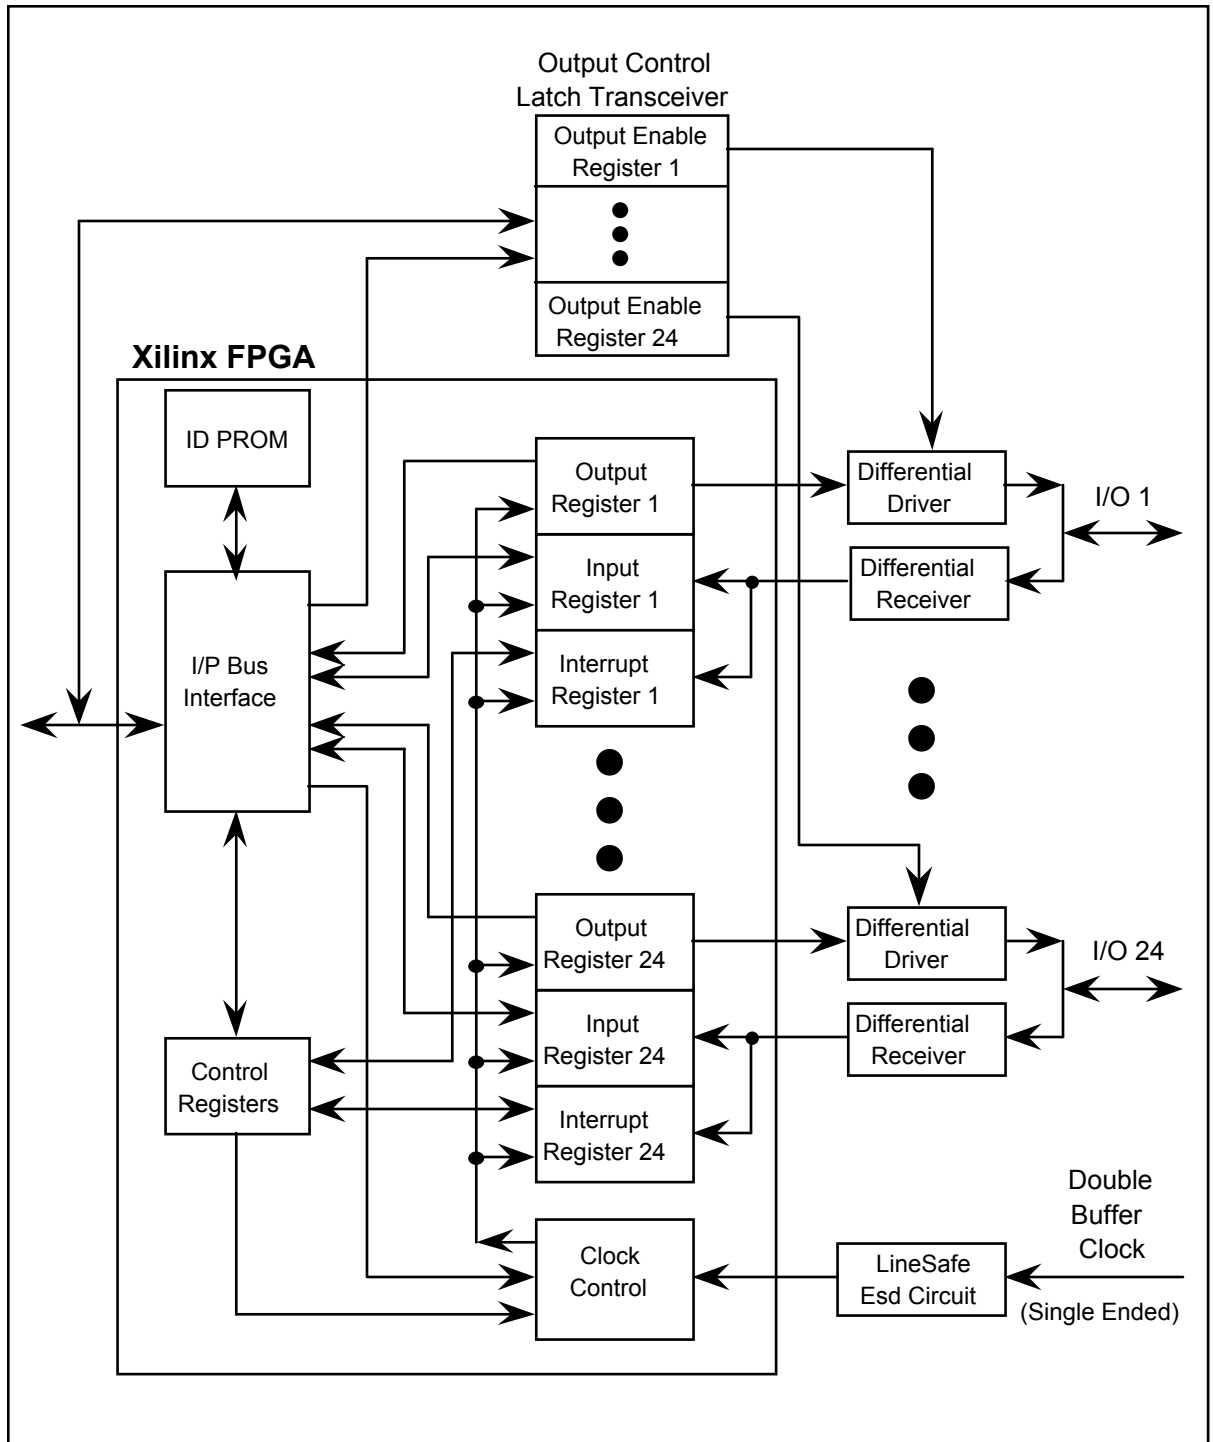 Output Control
Latch Transceiver
Output Enable
Register 1
Output Enable
Register 24
Xilinx FPGA
ID PROM
I/P Bus
Interface
Control
Registers
Output
Register 1
Input
Register 1
Interrupt
Register 1
Output
Register 24
Input
Register 24
Interrupt
Register 24
Clock
Control
Differential
Driver
Differential
Receiver
I/O 1
Differential
Driver
Differential
Receiver
I/O 24
LineSafe
Esd Circuit
Double
Buffer
Clock
(Single Ended)